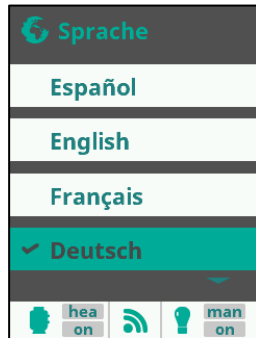 Sprache
Español
English
Français
Deutsch
hea
on
man
on